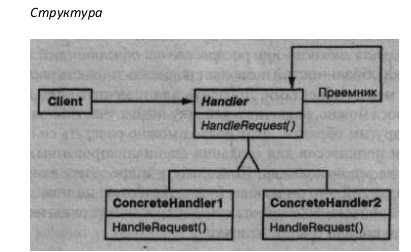 Структура
Client
Handler
Преемник
HandleRequest()
ConcreteHandler1
ConcreteHandler2
HandleRequest()
HandleRequest()